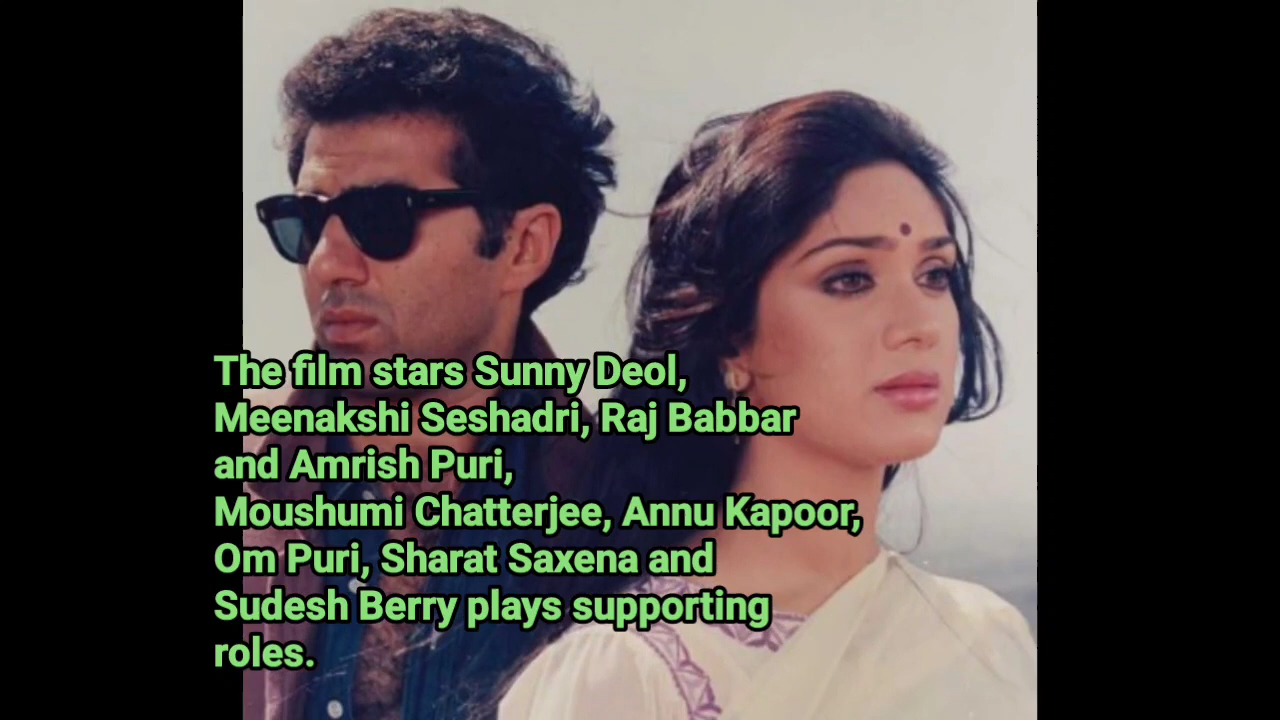 The film stars Sunny Deol,
Meenakshi Seshadri, Raj Babbar
and Amrish Puri,
Moushumi Chatterjee, Annu Kapoor,
Om Puri, Sharat Saxena and
Sudesh Berry plays supporting
roles.